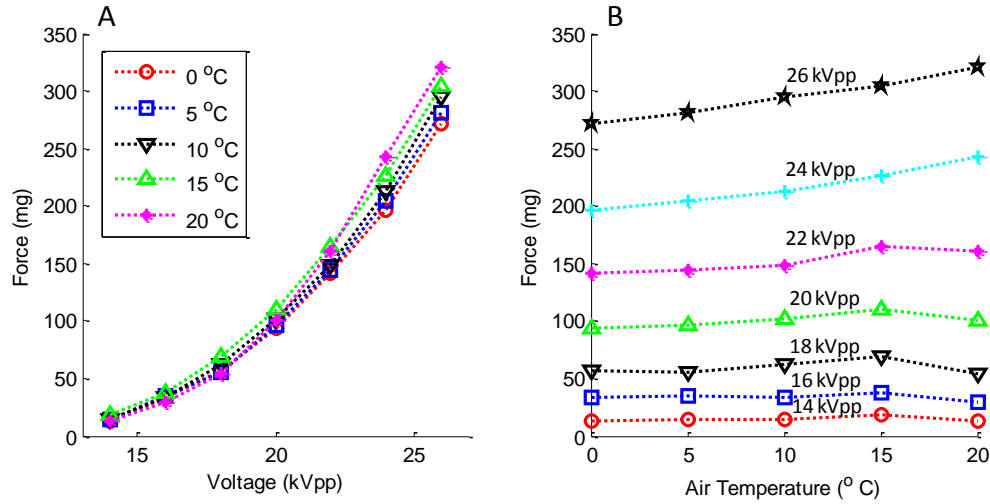 A
350
300
250
200
150
100
50
0
Force (mg)
0 °C
5 °C
10 °C
15 °C
20 °C
15
20
25
Voltage (kVpp)
B
350
300
250
200
150
100
50
0
Force (mg)
26 kVpp
24 kVpp
22 kVpp
20 kVpp
18 kVpp
16 kVpp
14 kVpp
0
5
10
15
20
Air Temperature (° C)